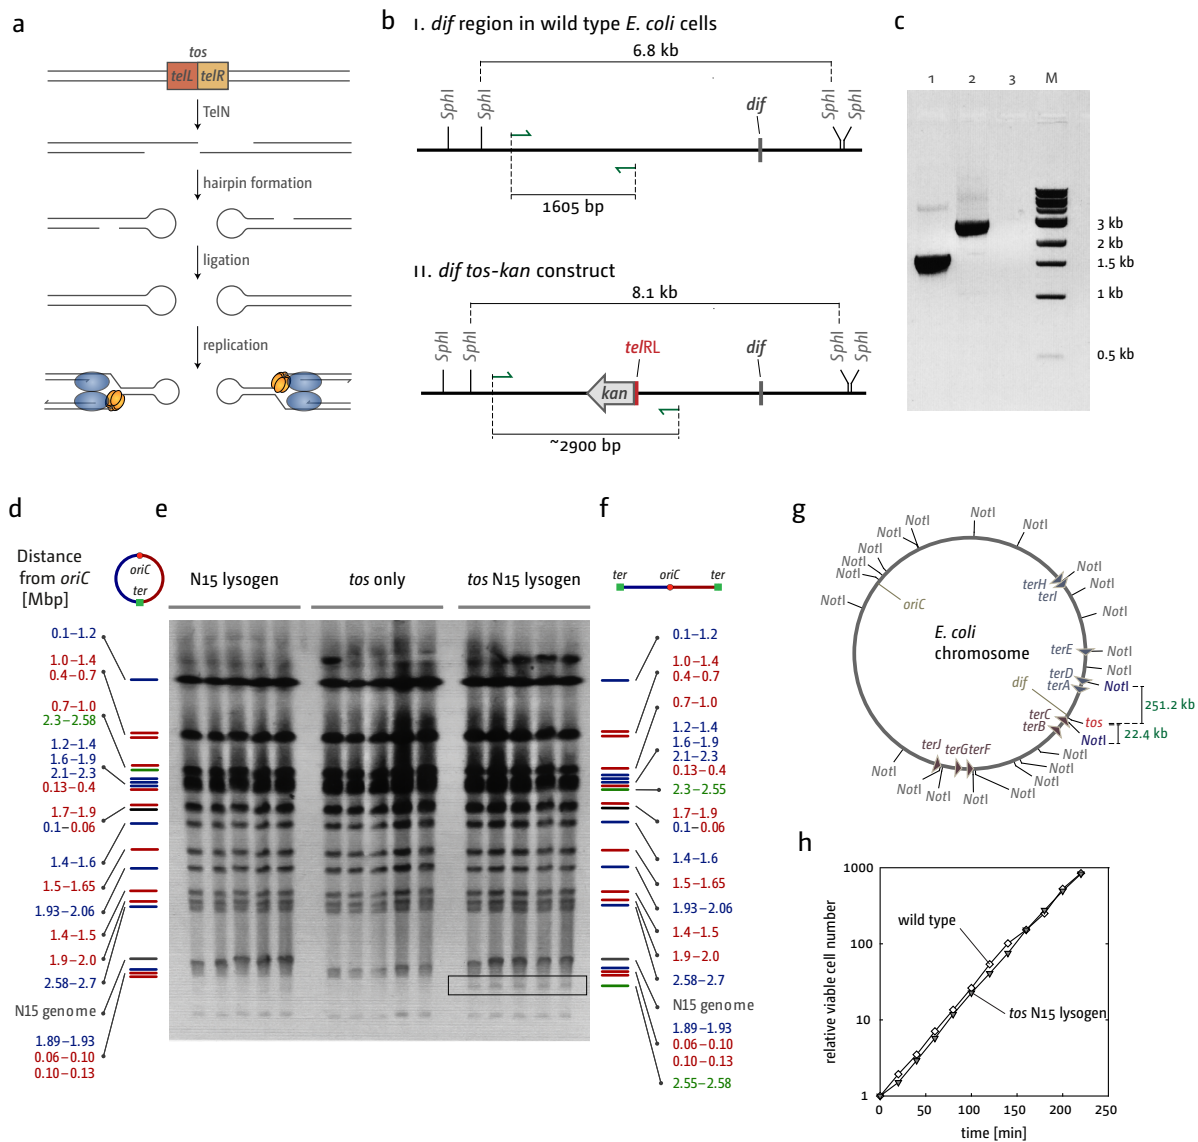 a
tos
telL
telR
TelN
hairpin formation
ligation
replication
b
I. dif region in wild type E. coli cells
6.8 kb
SphI
SphI
dif
SphI
SphI
1605 bp
II. dif tos-kan construct
8.1 kb
SphI
SphI
telRL
kan
dif
SphI
SphI
~2900 bp
c
1 2 3 M
3 kb
2 kb
1.5 kb
1 kb
0.5 kb
d
Distance
from oriC
[Mbp]
oriC
ter
0.1–1.2
1.0–1.4
0.4–0.7
0.7–1.0
2.3–2.58
1.2–1.4
1.6–1.9
2.1–2.3
0.13–0.4
1.7–1.9
0.1–0.06
1.4–1.6
1.5–1.65
1.93–2.06
1.4–1.5
1.9–2.0
2.58–2.7
N15 genome
1.89–1.93
0.06–0.10
0.10–0.13
e
N15 lysogen
tos only
tos N15 lysogen
f
ter oriC ter
0.1–1.2
1.0–1.4
0.4–0.7
0.7–1.0
1.2–1.4
1.6–1.9
2.1–2.3
0.13–0.4
2.3–2.55
1.7–1.9
0.1–0.06
1.4–1.6
1.5–1.65
1.93–2.06
1.4–1.5
1.9–2.0
2.58–2.7
N15 genome
1.89–1.93
0.06–0.10
0.10–0.13
2.55–2.58
g
NotI
NotI
NotI
NotI
NotI
NotI
NotI
NotI
oriC
E. coli
chromosome
terH
terI
NotI
NotI
NotI
terE
NotI
terD
NotI
terA
NotI
dif
251.2 kb
terC
tos
terB
NotI
22.4 kb
NotI
NotI
NotI
NotI
NotI
terJ
terG
terF
NotI
NotI
NotI
h
relative viable cell number
1000
100
10
1
wild type
tos N15 lysogen
0 50 100 150 200 250
time [min]